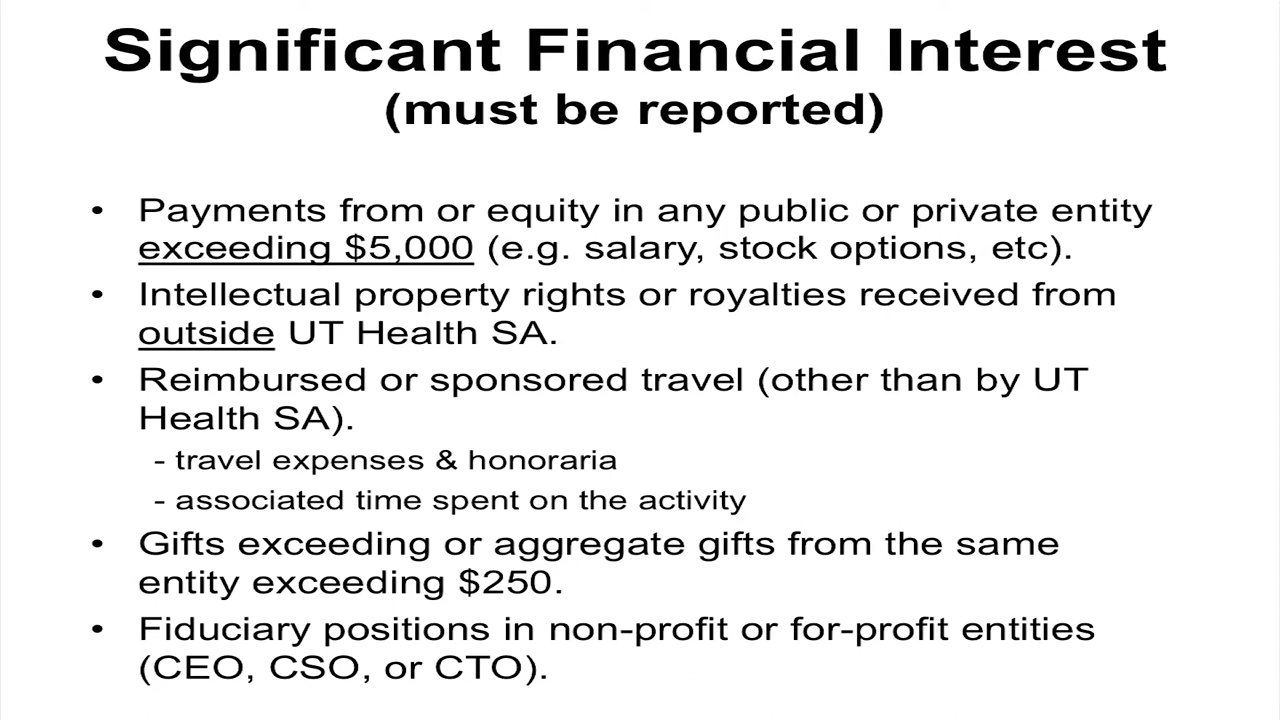 Significant Financial Interest
(must be reported)
• Payments from or equity in any public or private entity
exceeding $5,000 (e.g. salary, stock options, etc).
• Intellectual property rights or royalties received from
outside UT Health SA.
• Reimbursed or sponsored travel (other than by UT
Health SA).
- travel expenses & honoraria
- associated time spent on the activity
• Gifts exceeding or aggregate gifts from the same
entity exceeding $250.
• Fiduciary positions in non-profit or for-profit entities
(CEO, CSO, or CTO).